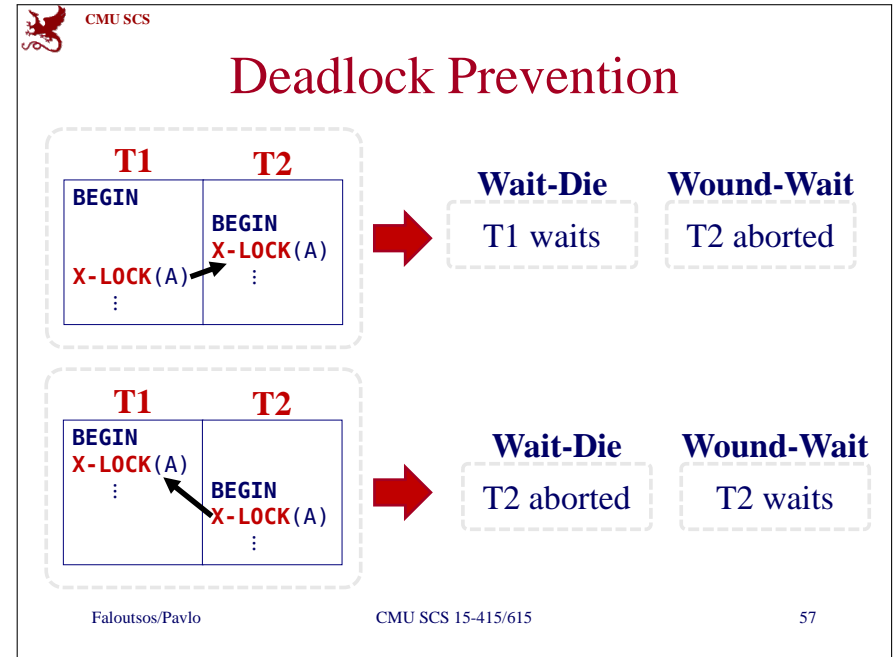 CMU SCS
Deadlock Prevention
T1 T2
BEGIN
BEGIN
X-LOCK(A)
X-LOCK(A)
⋮
⋮
Wait-Die Wound-Wait
T1 waits T2 aborted
T1 T2
BEGIN
X-LOCK(A)
⋮
BEGIN
X-LOCK(A)
⋮
Wait-Die Wound-Wait
T2 aborted T2 waits
Faloutsos/Pavlo CMU SCS 15-415/615 57